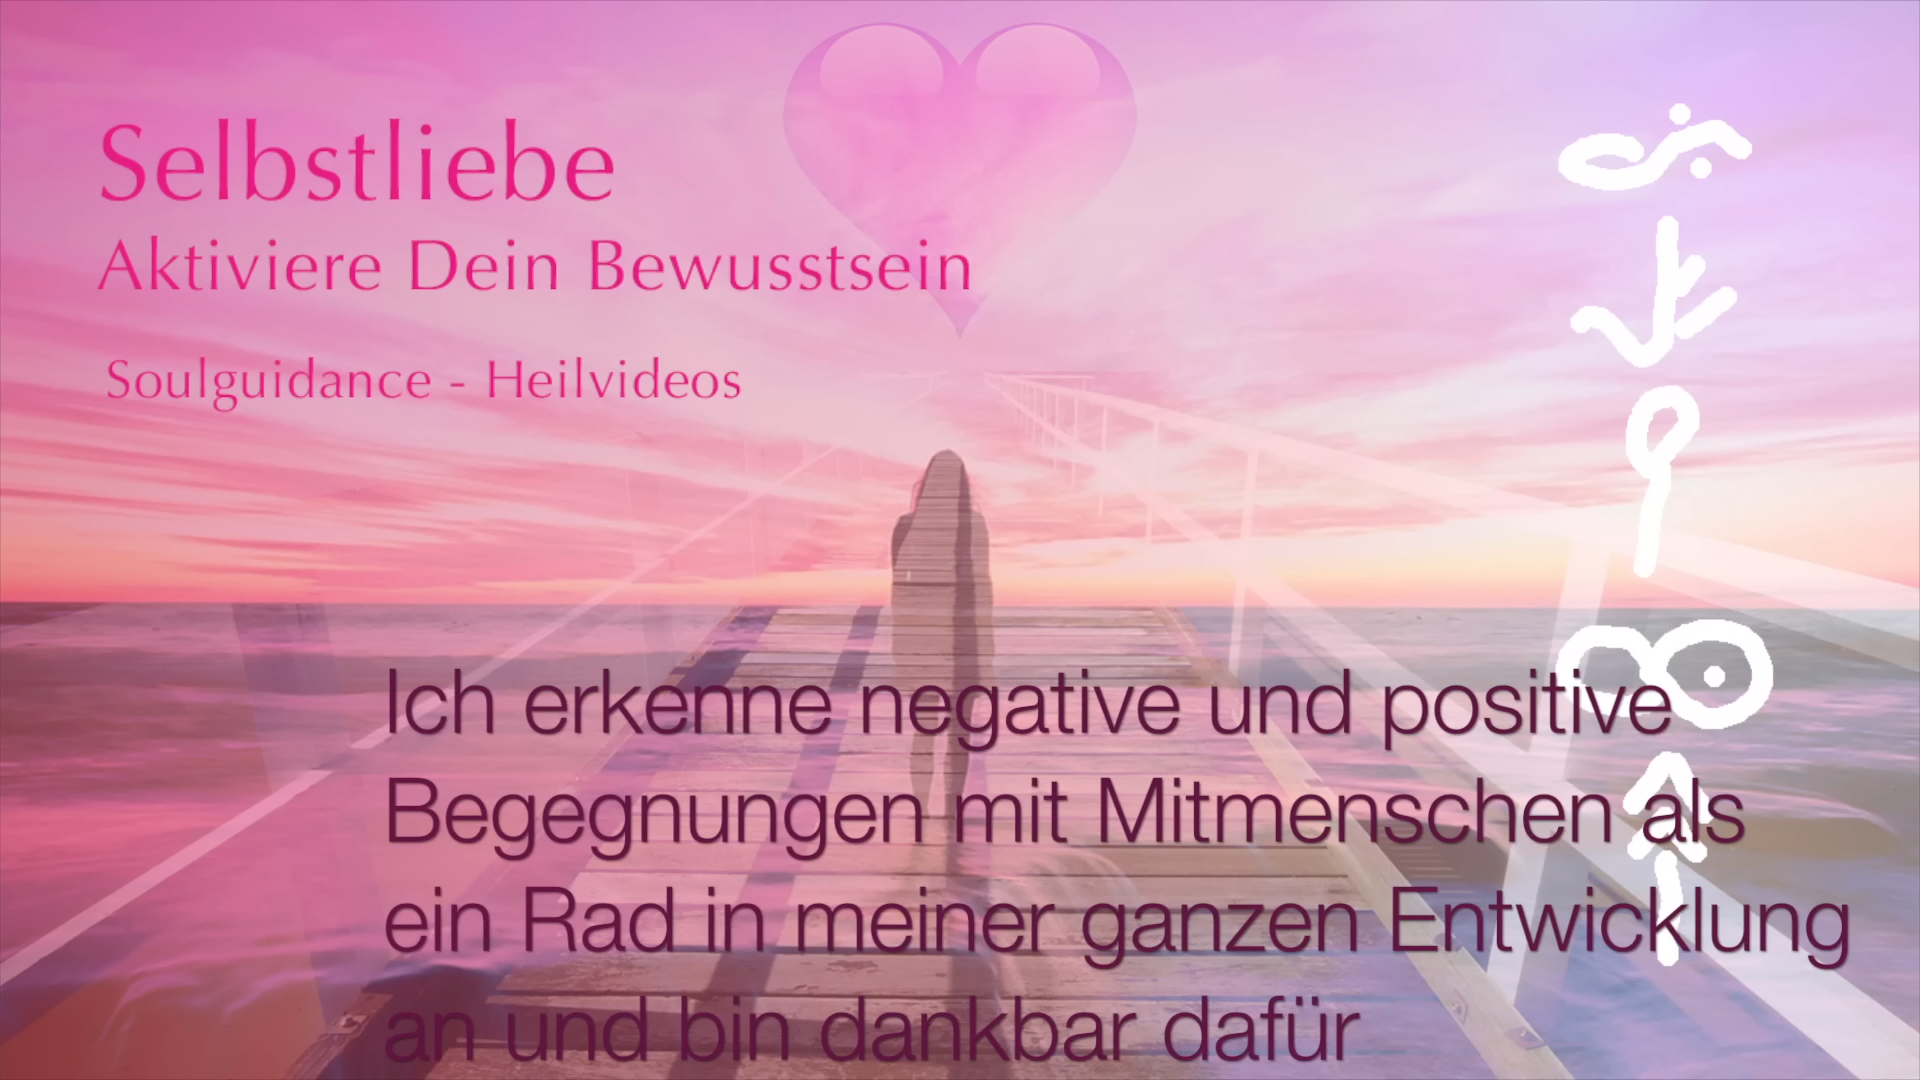 Selbstliebe
Aktiviere Dein Bewusstsein
Soulguidance - Heilvideos
Ich erkenne negative und positive
Begegnungen mit Mitmenschen als
ein Rad in meiner ganzen Entwicklung
an und bin dankbar dafür